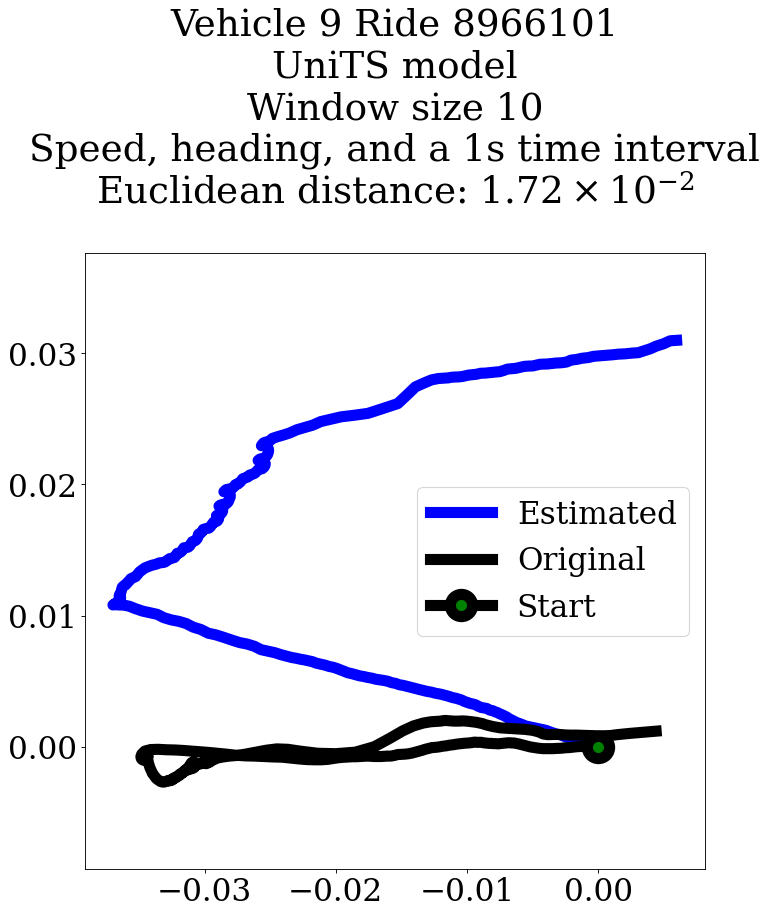 Vehicle 9 Ride 8966101
UniTS model
Window size 10
Speed, heading, and a 1s time interval
Euclidean distance: 1.72 × 10⁻²
0.03
0.02
Estimated
Original
Start
0.01
0.00
−0.03 −0.02 −0.01 0.00